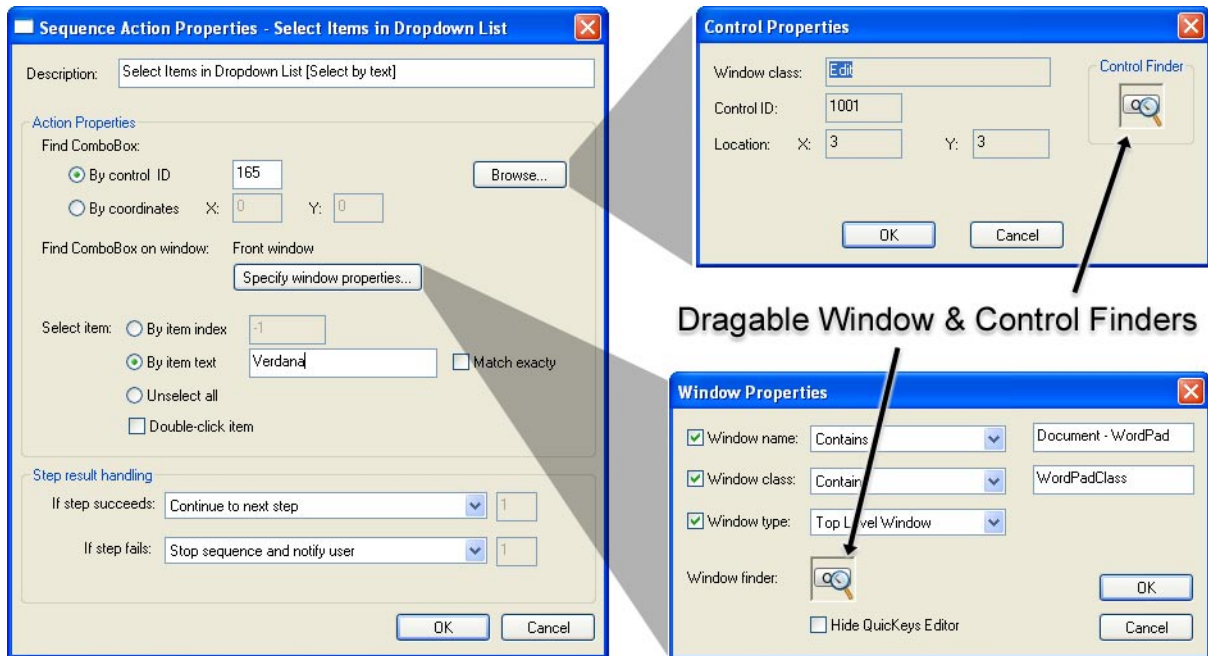 Sequence Action Properties - Select Items in Dropdown List
Description: Select Items in Dropdown List [Select by text]
Action Properties
Find ComboBox:
By control ID 165 Browse...
By coordinates X: 0 Y: 0
Find ComboBox on window: Front window
Specify window properties...
Select item: By item index -1
By item text Verdana Match exacty
Unselect all
Double-click item
Step result handling
If step succeeds: Continue to next step 1
If step fails: Stop sequence and notify user 1
OK Cancel
Control Properties
Window class: Edit Control Finder
Control ID: 1001
Location: X: 3 Y: 3
OK Cancel
Dragable Window & Control Finders
Window Properties
Window name: Contains Document - WordPad
Window class: Contain WordPadClass
Window type: Top Level Window
Window finder:
OK
Hide QuicKeys Editor Cancel